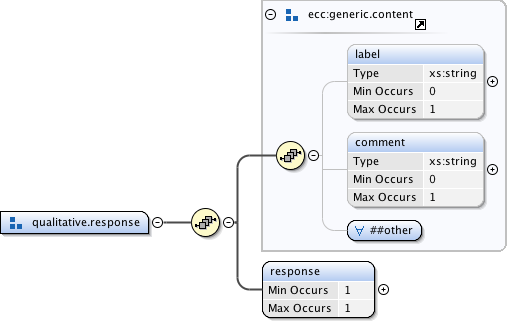 ecc:generic.content
label
Type xs:string
Min Occurs 0
Max Occurs 1
comment
Type xs:string
Min Occurs 0
Max Occurs 1
##other
qualitative.response
response
Min Occurs 1
Max Occurs 1